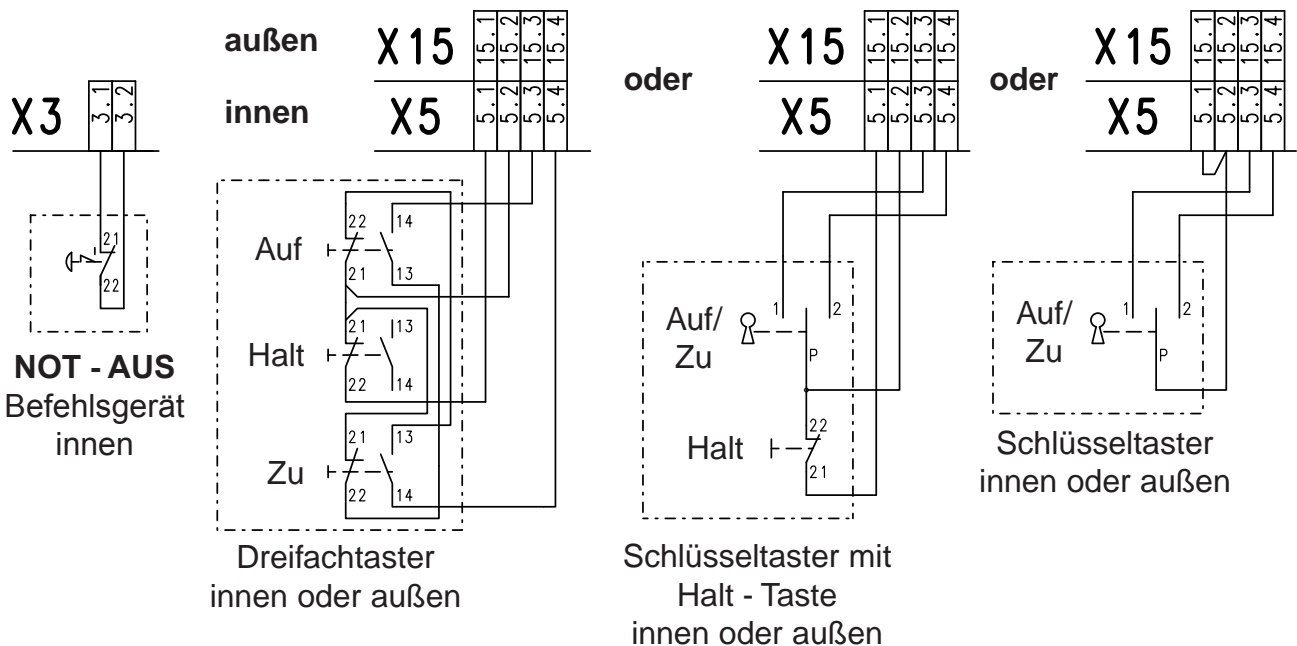 X3
3.1
3.2
21
22
NOT - AUS
Befehlsgerät
innen
außen
X15
15.1
15.2
15.3
15.4
innen
X5
5.1
5.2
5.3
5.4
Auf
22
14
21
13
Halt
21
13
22
14
Zu
21
13
22
14
Dreifachtaster
innen oder außen
oder
X15
15.1
15.2
15.3
15.4
X5
5.1
5.2
5.3
5.4
1
2
Auf/
Zu
P
Halt
22
21
Schlüsseltaster mit
Halt - Taste
innen oder außen
oder
X15
15.1
15.2
15.3
15.4
X5
5.1
5.2
5.3
5.4
1
2
Auf/
Zu
P
Schlüsseltaster
innen oder außen